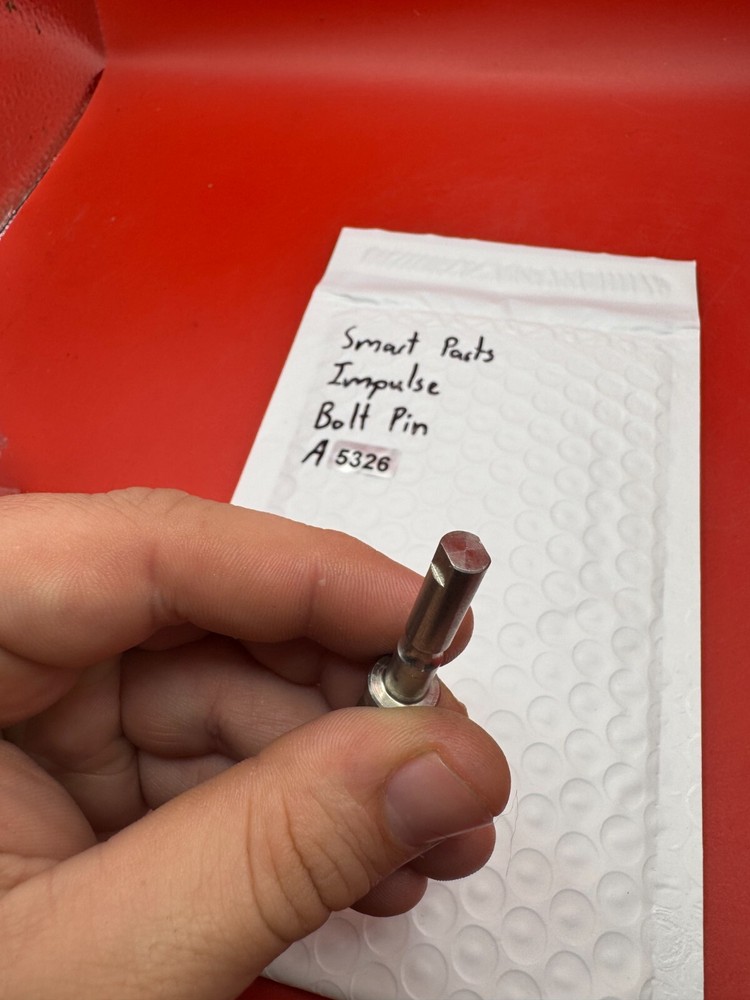 Smart Parts
Impulse
Bolt Pin
A 5326